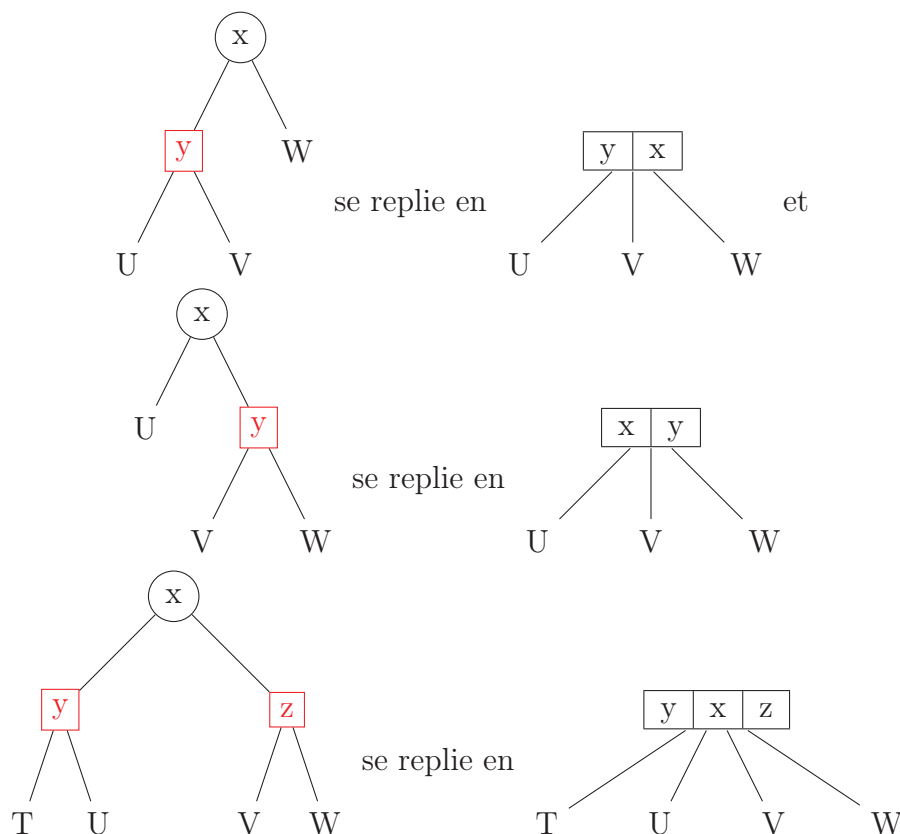 x
y W y x
se replie en et
U V U V W
x
U y x y
se replie en
V W U V W
x
y z y x z
se replie en
T U V W T U V W